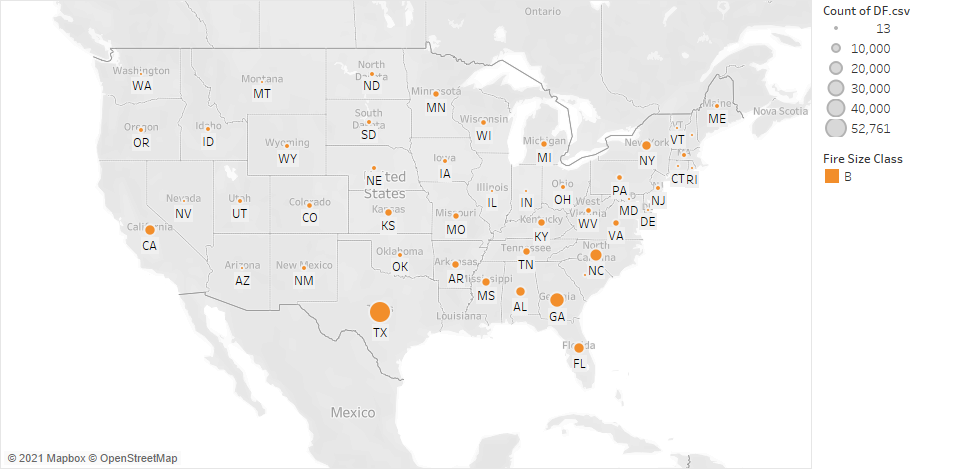 Ontario
Count of DF.csv
13
10,000
20,000
30,000
40,000
52,761
Fire Size Class
B
Washington
WA
Montana
MT
North
Dakota
ND
Minnesota
MN
Maine
ME
Nova Scotia
Oregon
OR
Idaho
ID
South
Dakota
SD
Wisconsin
WI
Michigan
MI
New York
NY
VT
Wyoming
WY
Iowa
IA
NE
United
States
Illinois
IL
IN
Ohio
OH
PA
CT
RI
MA
NJ
MD
DE
Nevada
NV
Utah
UT
Colorado
CO
Kansas
KS
Missouri
MO
Kentucky
KY
West
Virginia
WV
VA
California
CA
Arizona
AZ
New Mexico
NM
Oklahoma
OK
Arkansas
AR
Tennessee
TN
North
Carolina
NC
Mississippi
MS
AL
Georgia
GA
TX
Louisiana
Florida
FL
Mexico
Cuba
© 2021 Mapbox © OpenStreetMap